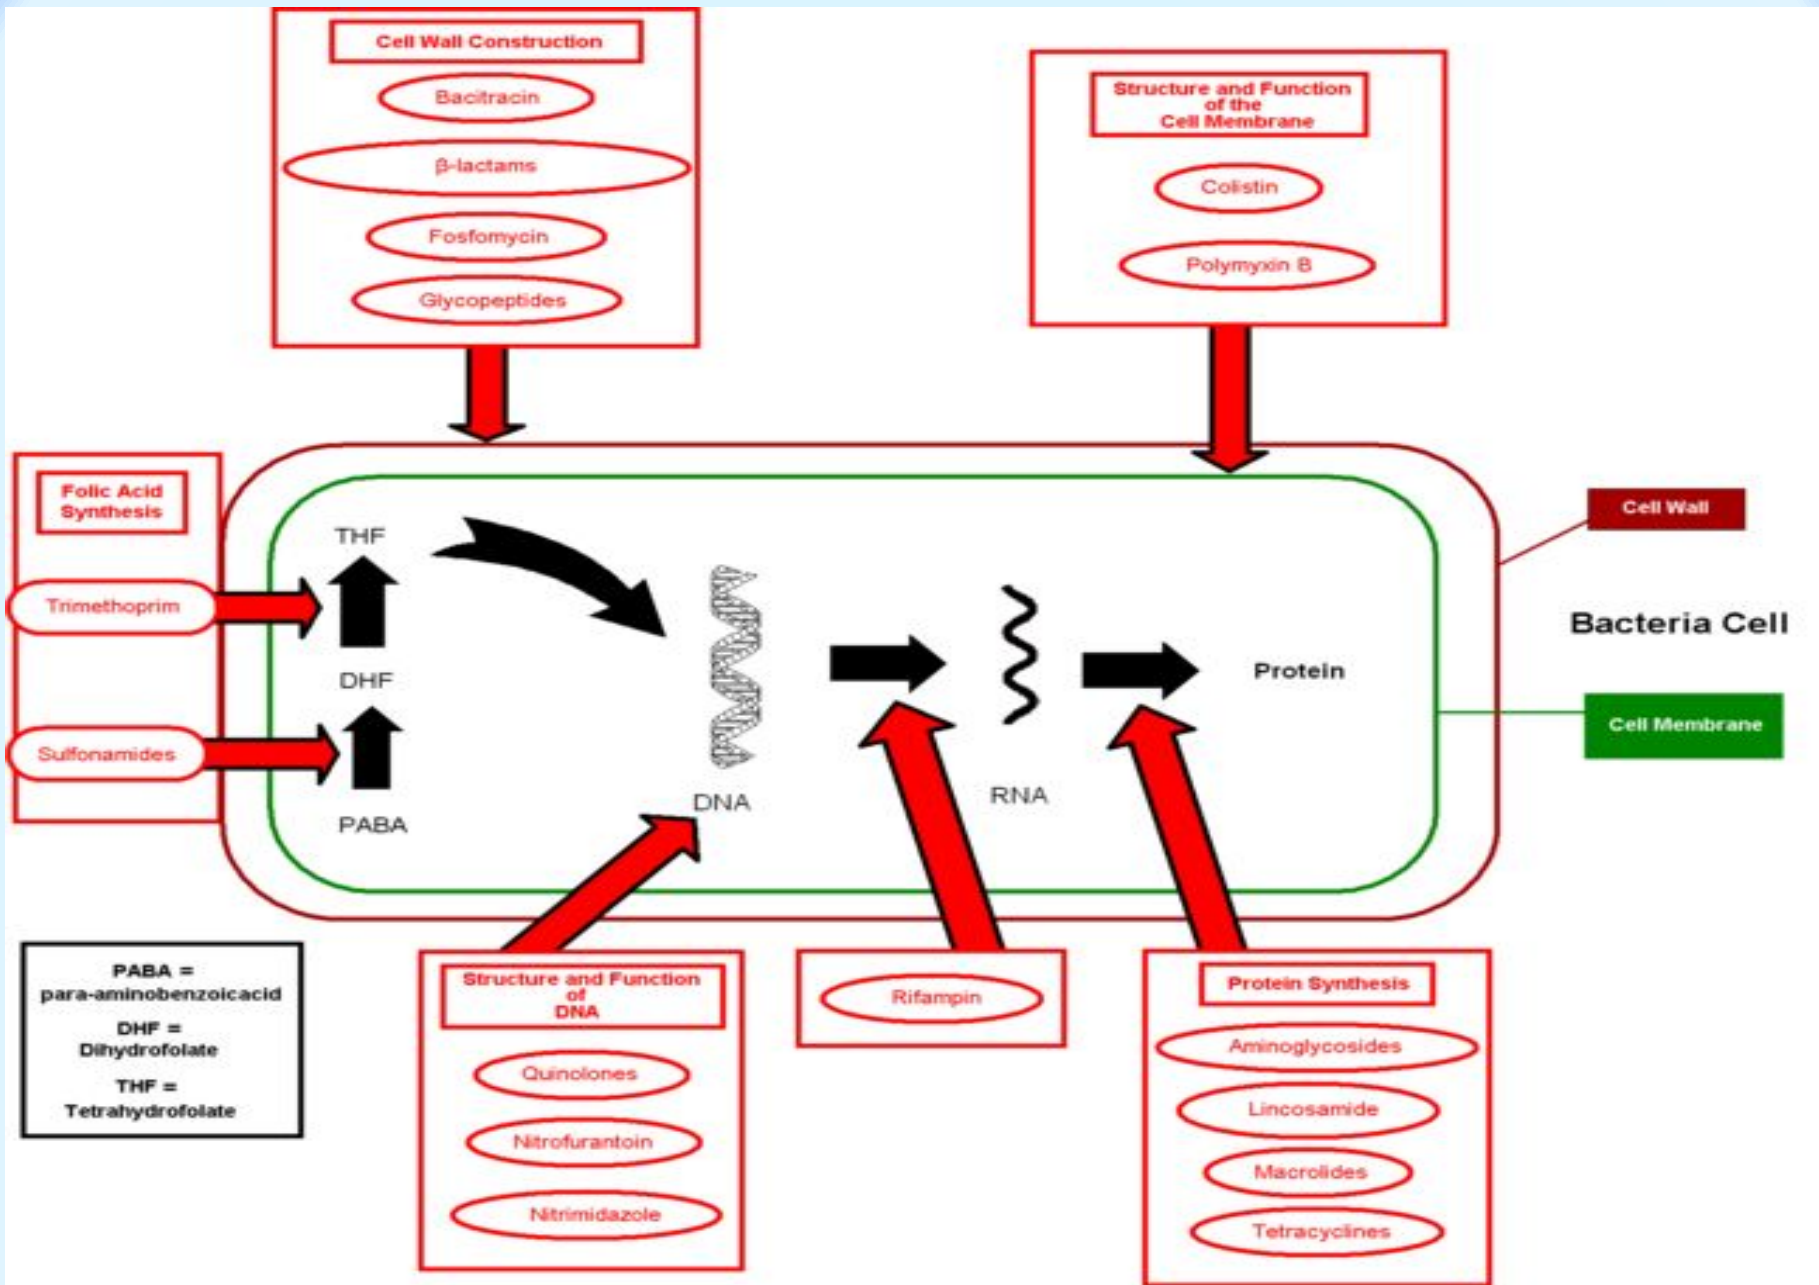 Cell Wall Construction
Bacitracin
β-lactams
Fosfomycin
Glycopeptides
Structure and Function
of the
Cell Membrane
Colistin
Polymyxin B
Folic Acid
Synthesis
Trimethoprim
Sulfonamides
THF
DHF
PABA
DNA
RNA
Protein
Cell Wall
Bacteria Cell
Cell Membrane
PABA =
para-aminobenzoicacid
DHF =
Dihydrofolate
THF =
Tetrahydrofolate
Structure and Function
of
DNA
Quinolones
Nitrofurantoin
Nitrimidazole
Rifampin
Protein Synthesis
Aminoglycosides
Lincosamide
Macrolides
Tetracyclines